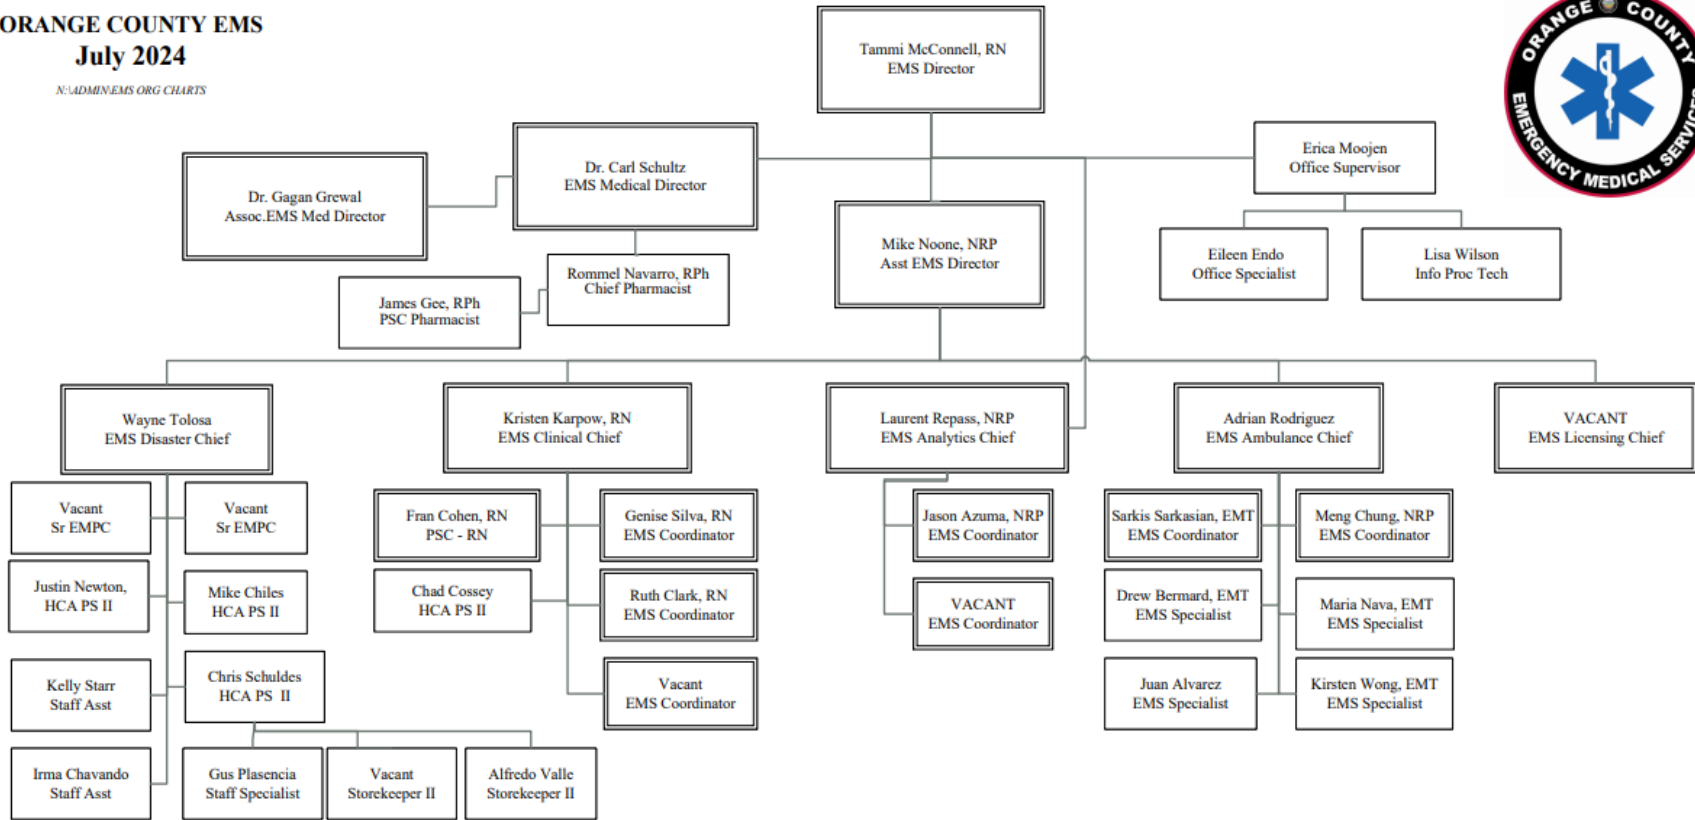 ORANGE COUNTY EMS
July 2024
N:\ADMIN\EMS ORG CHARTS
Tammi McConnell, RN
EMS Director
ORANGE COUNTY
EMERGENCY MEDICAL SERVICES
Dr. Gagan Grewal
Assoc.EMS Med Director
Dr. Carl Schultz
EMS Medical Director
Erica Moojen
Office Supervisor
Mike Noone, NRP
Asst EMS Director
Eileen Endo
Office Specialist
Lisa Wilson
Info Proc Tech
James Gee, RPh
PSC Pharmacist
Rommel Navarro, RPh
Chief Pharmacist
Wayne Tolosa
EMS Disaster Chief
Kristen Karpow, RN
EMS Clinical Chief
Laurent Repass, NRP
EMS Analytics Chief
Adrian Rodriguez
EMS Ambulance Chief
VACANT
EMS Licensing Chief
Vacant
Sr EMPC
Vacant
Sr EMPC
Justin Newton,
HCA PS II
Mike Chiles
HCA PS II
Kelly Starr
Staff Asst
Chris Schuldes
HCA PS  II
Irma Chavando
Staff Asst
Gus Plasencia
Staff Specialist
Vacant
Storekeeper II
Alfredo Valle
Storekeeper II
Fran Cohen, RN
PSC - RN
Genise Silva, RN
EMS Coordinator
Chad Cossey
HCA PS II
Ruth Clark, RN
EMS Coordinator
Vacant
EMS Coordinator
Jason Azuma, NRP
EMS Coordinator
VACANT
EMS Coordinator
Sarkis Sarkasian, EMT
EMS Coordinator
Meng Chung, NRP
EMS Coordinator
Drew Bermard, EMT
EMS Specialist
Maria Nava, EMT
EMS Specialist
Juan Alvarez
EMS Specialist
Kirsten Wong, EMT
EMS Specialist